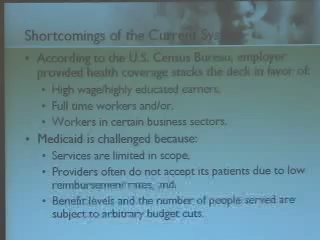 Shortcomings of the Current System
• According to the U.S. Census Bureau, employer
provided health coverage stacks the deck in favor of:
• High wage/highly educated earners,
• Full time workers and/or,
• Workers in certain business sectors.
• Medicaid is challenged because:
• Services are limited in scope,
• Providers often do not accept its patients due to low
reimbursement rates, and,
• Benefit levels and the number of people served are
subject to arbitrary budget cuts.